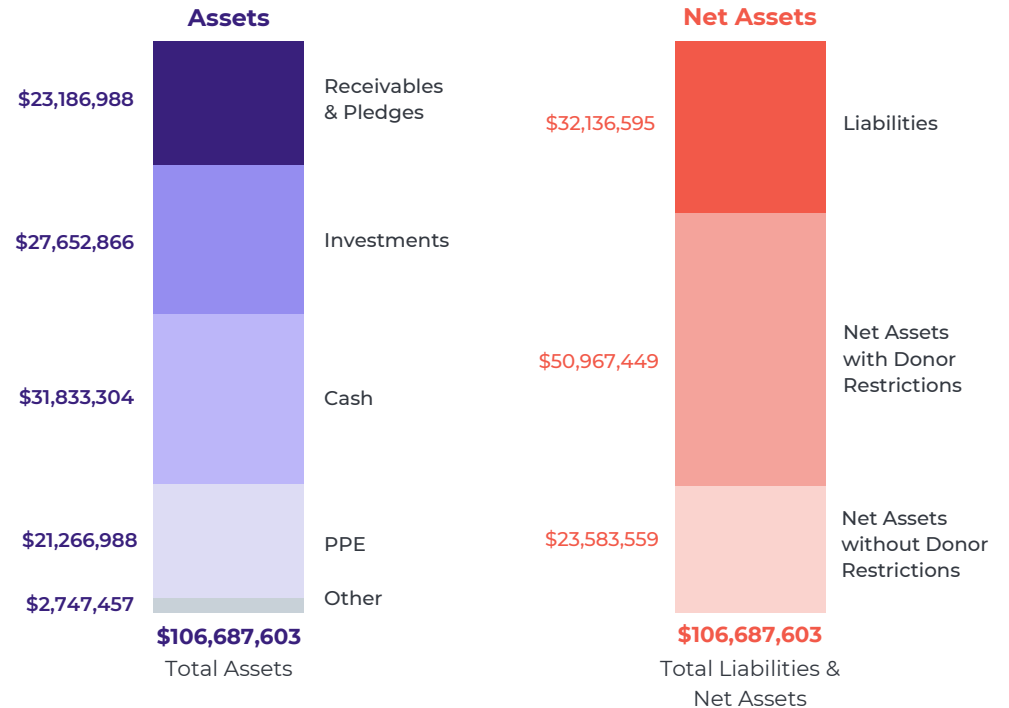 Assets
$23,186,988
Receivables
& Pledges
$27,652,866
Investments
$31,833,304
Cash
$21,266,988
PPE
$2,747,457
Other
$106,687,603
Total Assets
Net Assets
$32,136,595
Liabilities
$50,967,449
Net Assets
with Donor
Restrictions
$23,583,559
Net Assets
without Donor
Restrictions
$106,687,603
Total Liabilities &
Net Assets